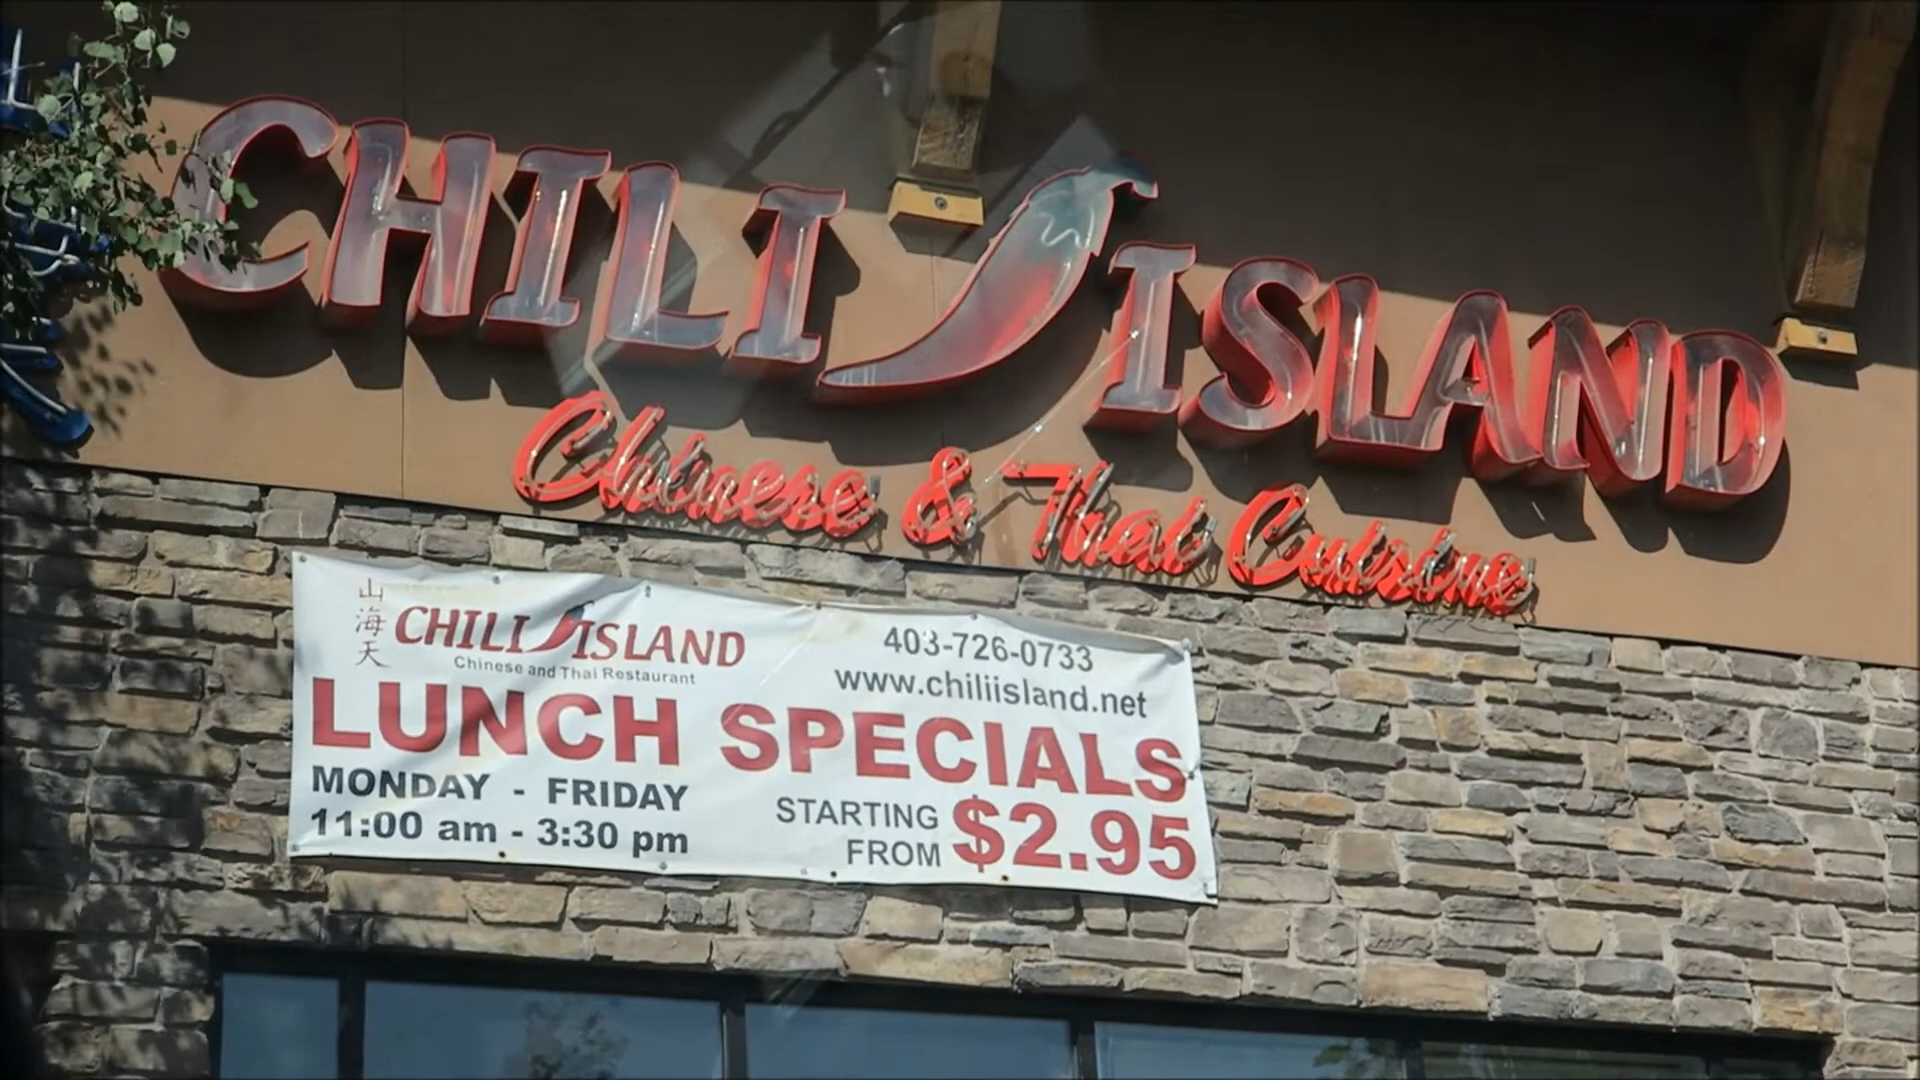 CHILI ISLAND
Chinese & Thai Cuisine
山海天
CHILI ISLAND
Chinese and Thai Restaurant
403-726-0733
www.chiliisland.net
LUNCH SPECIALS
MONDAY - FRIDAY
11:00 am - 3:30 pm
STARTING
FROM $2.95